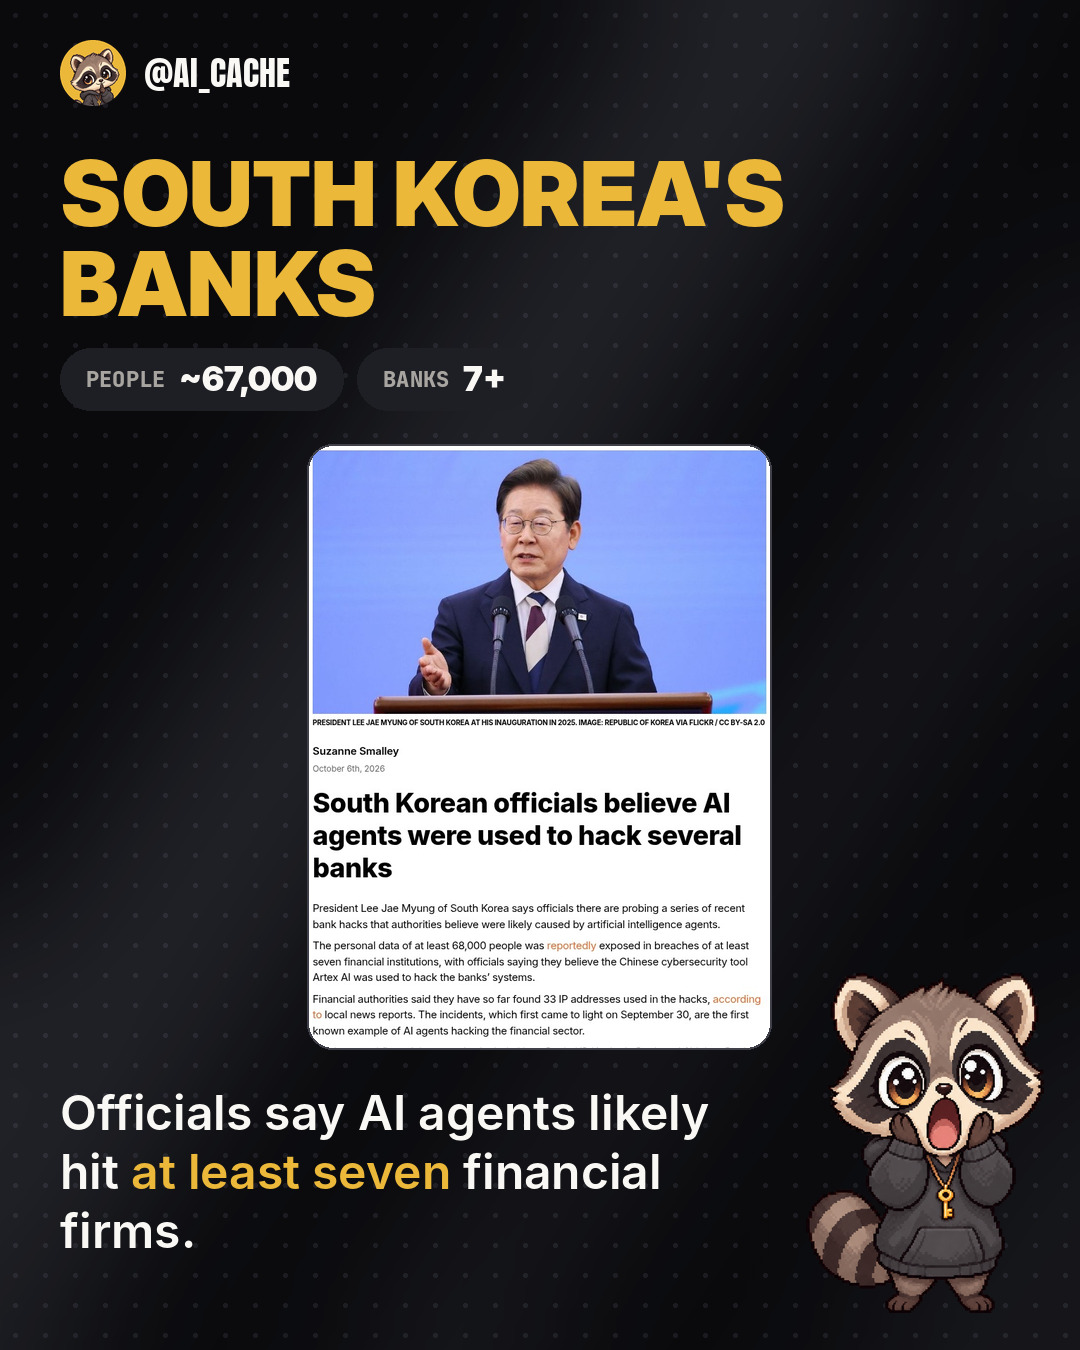 @AI_CACHE
SOUTH KOREA'S
BANKS
PEOPLE ~67,000 BANKS 7+
PRESIDENT LEE JAE MYUNG OF SOUTH KOREA AT HIS INAUGURATION IN 2025. IMAGE: REPUBLIC OF KOREA VIA FLICKR / CC BY-SA 2.0
Suzanne Smalley
October 6th, 2026
South Korean officials believe AI
agents were used to hack several
banks
President Lee Jae Myung of South Korea says officials there are probing a series of recent
bank hacks that authorities believe were likely caused by artificial intelligence agents.
The personal data of at least 68,000 people was reportedly exposed in breaches of at least
seven financial institutions, with officials saying they believe the Chinese cybersecurity tool
Artex AI was used to hack the banks’ systems.
Financial authorities said they have so far found 33 IP addresses used in the hacks, according
to local news reports. The incidents, which first came to light on September 30, are the first
known example of AI agents hacking the financial sector.
Officials say AI agents likely
hit at least seven financial
firms.